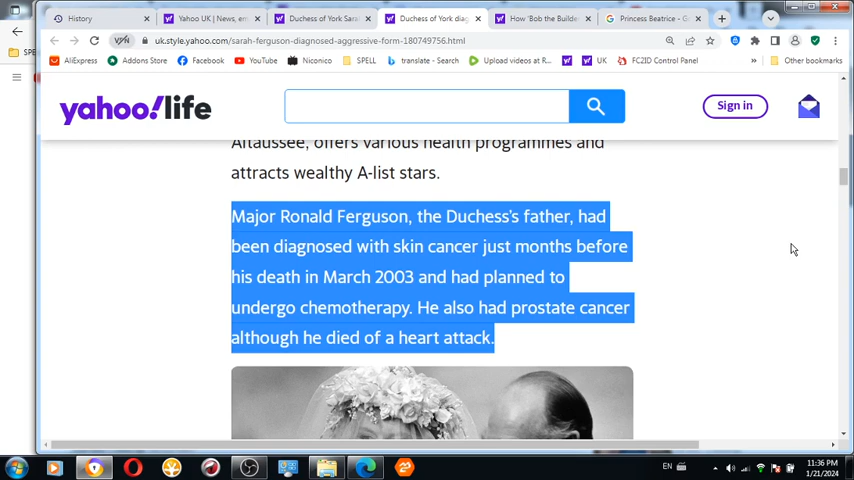 History
Yahoo UK | News, em
Duchess of York Sara
Duchess of York diag
How 'Bob the Builde
Princess Beatrice - G
VPN
uk.style.yahoo.com/sarah-ferguson-diagnosed-aggressive-form-180749756.html
SPE
AliExpress
Addons Store
Facebook
YouTube
Niconico
SPELL
translate - Search
Upload videos at R...
UK
FC2ID Control Panel
»
Other bookmarks
yahoo!life
Sign in
Altaussee, offers various health programmes and
attracts wealthy A-list stars.
Major Ronald Ferguson, the Duchess's father, had
been diagnosed with skin cancer just months before
his death in March 2003 and had planned to
undergo chemotherapy. He also had prostate cancer
although he died of a heart attack.
EN
11:36 PM
1/21/2024